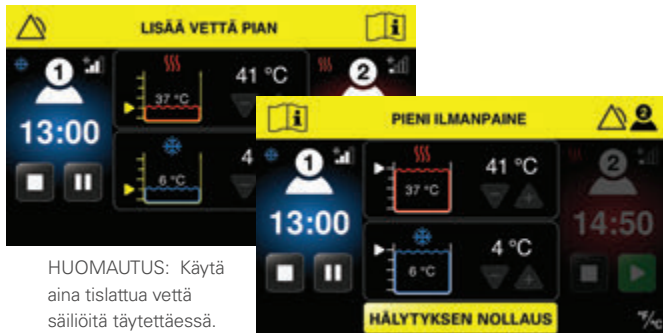 LISÄÄ VETTÄ PIAN
1
2
41 °C
37 °C
13:00
4
6 °C
PIENI ILMANPAINE
2
1
2
41 °C
37 °C
13:00
14:50
4 °C
6 °C
HÄLYTYKSEN NOLLAUS
°F/°C
HUOMAUTUS: Käytä
aina tislattua vettä
säiliöitä täytettäessä.